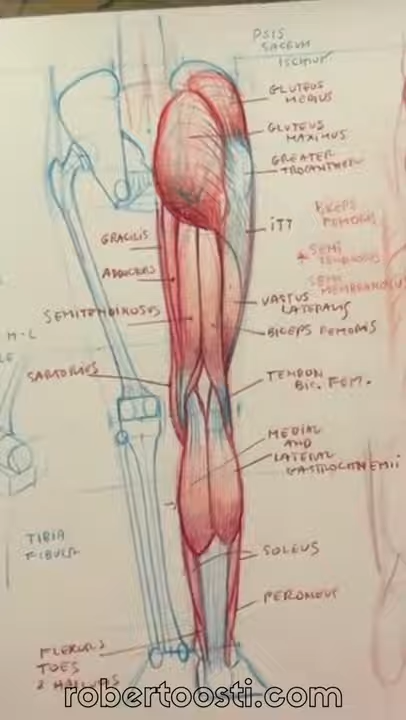 PSIS
SACRUM
ISCHIUM
GLUTEUS
MEDIUS
GLUTEUS
MAXIMUS
GREATER
TROCANTHER
ITT
BICEPS
FEMORIS
SEMI
TENDINOSUS
SEMI
MEMBRANOSUS
GRACILIS
ADDUCTORS
SEMITENDINOSUS
VASTUS
LATERALIS
BICEPS FEMORIS
M-L
SARTORIUS
TENDON
BIC. FEM.
MEDIAL
AND
LATERAL
GASTROCNEMII
TIBIA
FIBULA
SOLEUS
PERONEUS
FLEXORS
TOES
& HALLUCIS
robertoosti.com